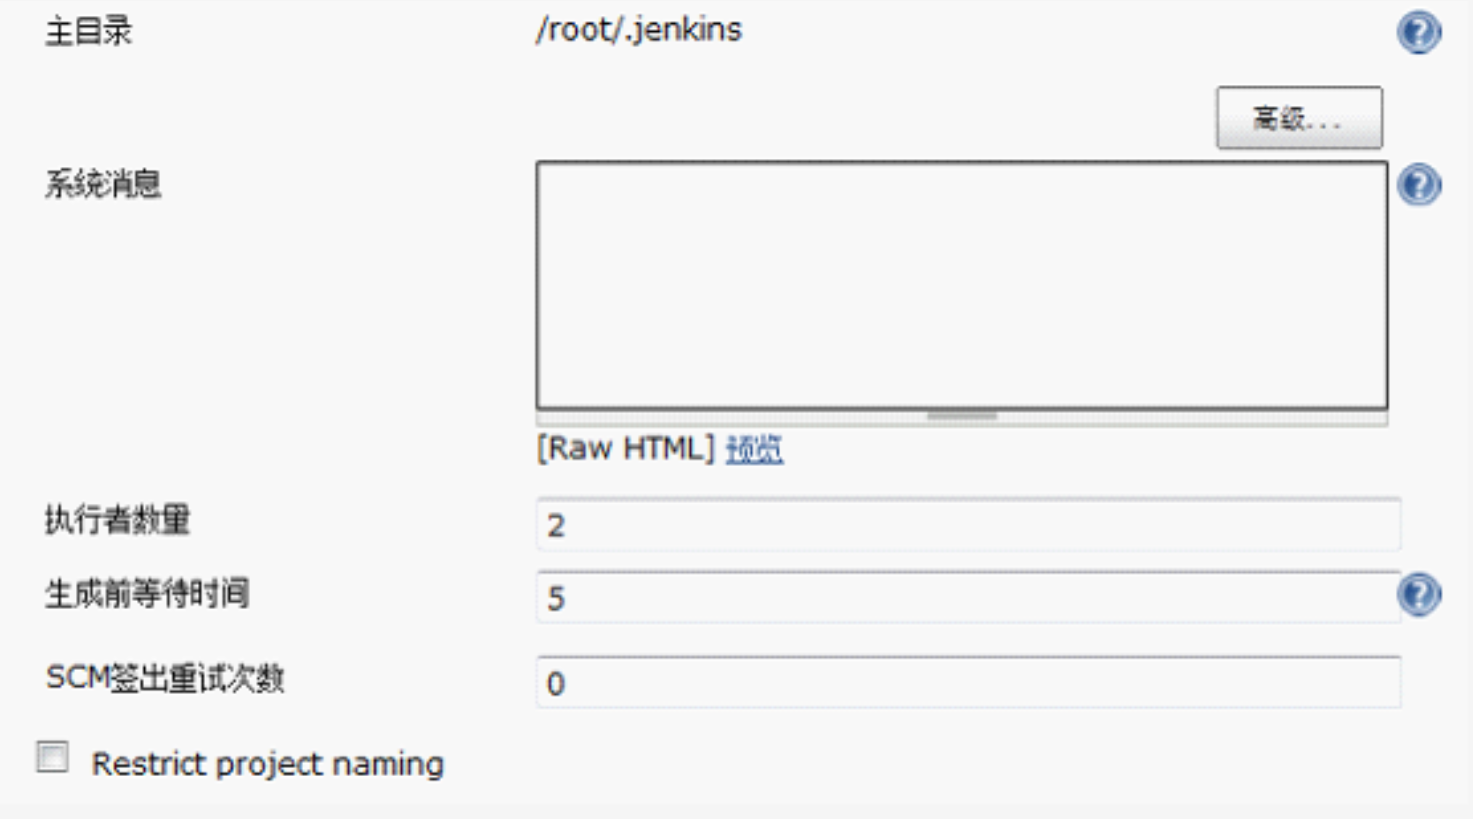 主目录 /root/.jenkins
高级...
系统消息
[Raw HTML] 预览
执行者数量 2
生成前等待时间 5
SCM签出重试次数 0
Restrict project naming